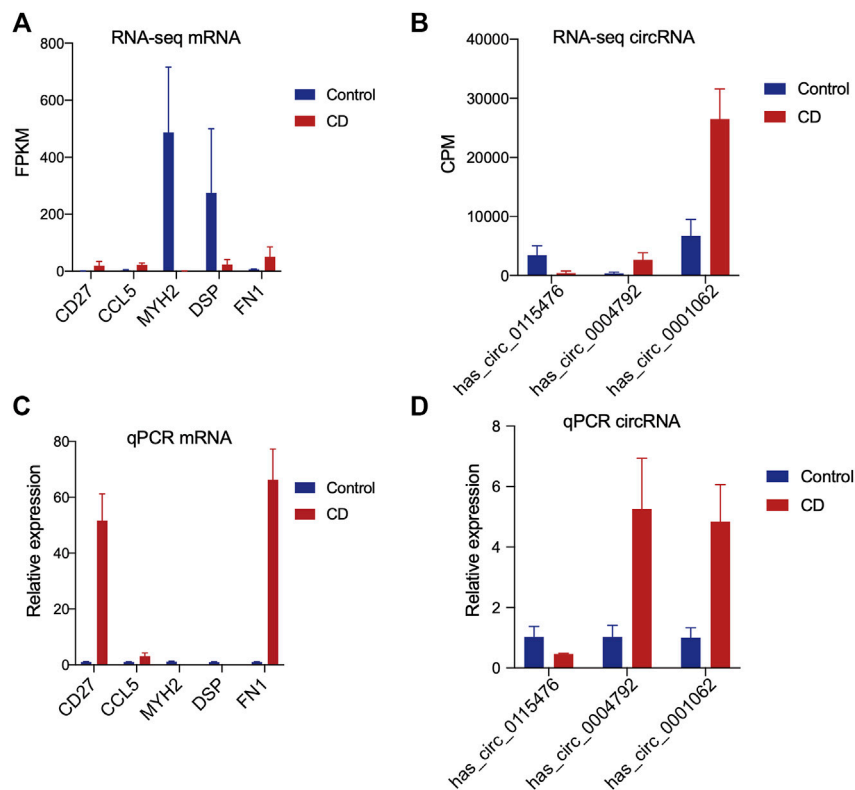 A
RNA-seq mRNA
800
600
400
200
0
FPKM
CD27
CCL5
MYH2
DSP
FN1
Control
CD
B
RNA-seq circRNA
40000
30000
20000
10000
0
CPM
has_circ_0115476
has_circ_0004792
has_circ_0001062
Control
CD
C
qPCR mRNA
80
60
40
20
0
Relative expression
CD27
CCL5
MYH2
DSP
FN1
Control
CD
D
qPCR circRNA
8
6
4
2
0
Relative expression
has_circ_0115476
has_circ_0004792
has_circ_0001062
Control
CD